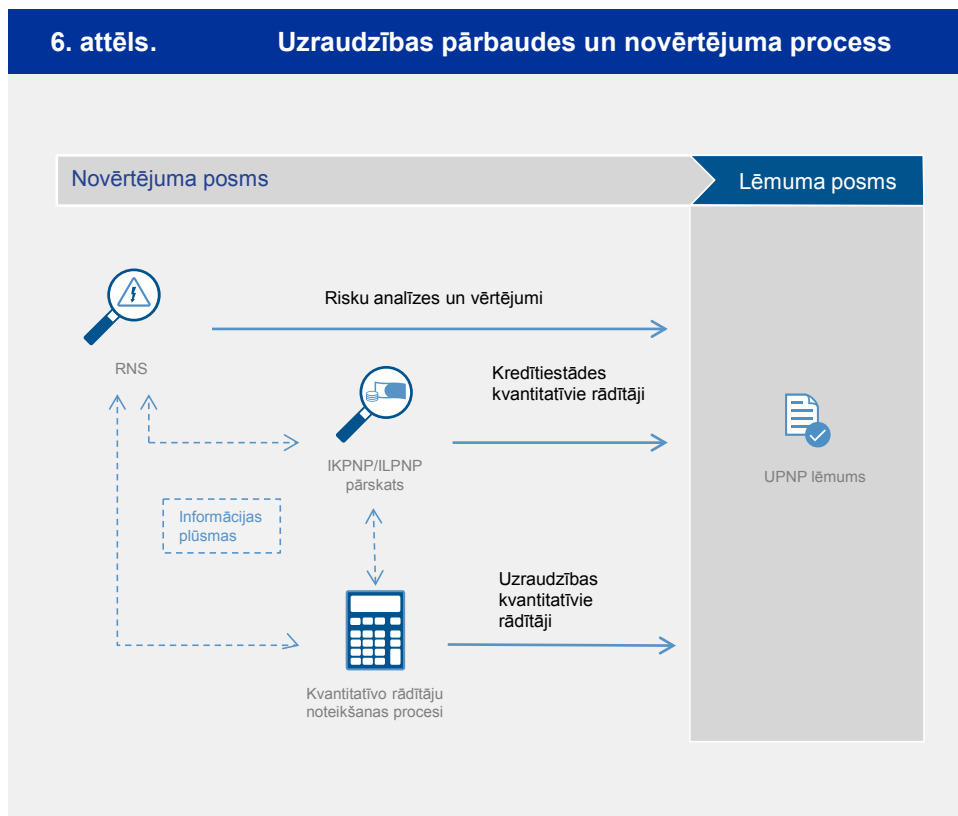 6. attēls. Uzraudzības pārbaudes un novērtējuma process
Novērtējuma posms
Lēmuma posms
Risku analīzes un vērtējumi
RNS
Kredītiestādes
kvantitatīvie rādītāji
IKPNP/ILPNP
pārskats
UPNP lēmums
Informācijas
plūsmas
Uzraudzības
kvantitatīvie
rādītāji
Kvantitatīvo rādītāju
noteikšanas procesi